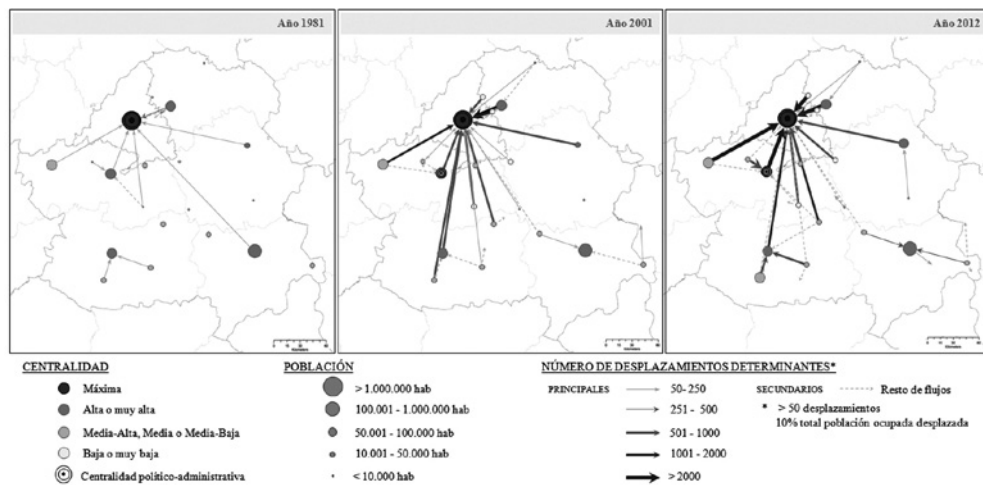 Año 1981
Año 2001
Año 2012
CENTRALIDAD
Máxima
Alta o muy alta
Media-Alta, Media o Media-Baja
Baja o muy baja
Centralidad político-administrativa
POBLACIÓN
> 1.000.000 hab
100.001 - 1.000.000 hab
50.001 - 100.000 hab
10.001 - 50.000 hab
< 10.000 hab
NÚMERO DE DESPLAZAMIENTOS DETERMINANTES*
PRINCIPALES
50- 250
251 - 500
501 - 1000
1001 - 2000
> 2000
SECUNDARIOS
Resto de flujos
* > 50 desplazamientos
10% total población ocupada desplazada